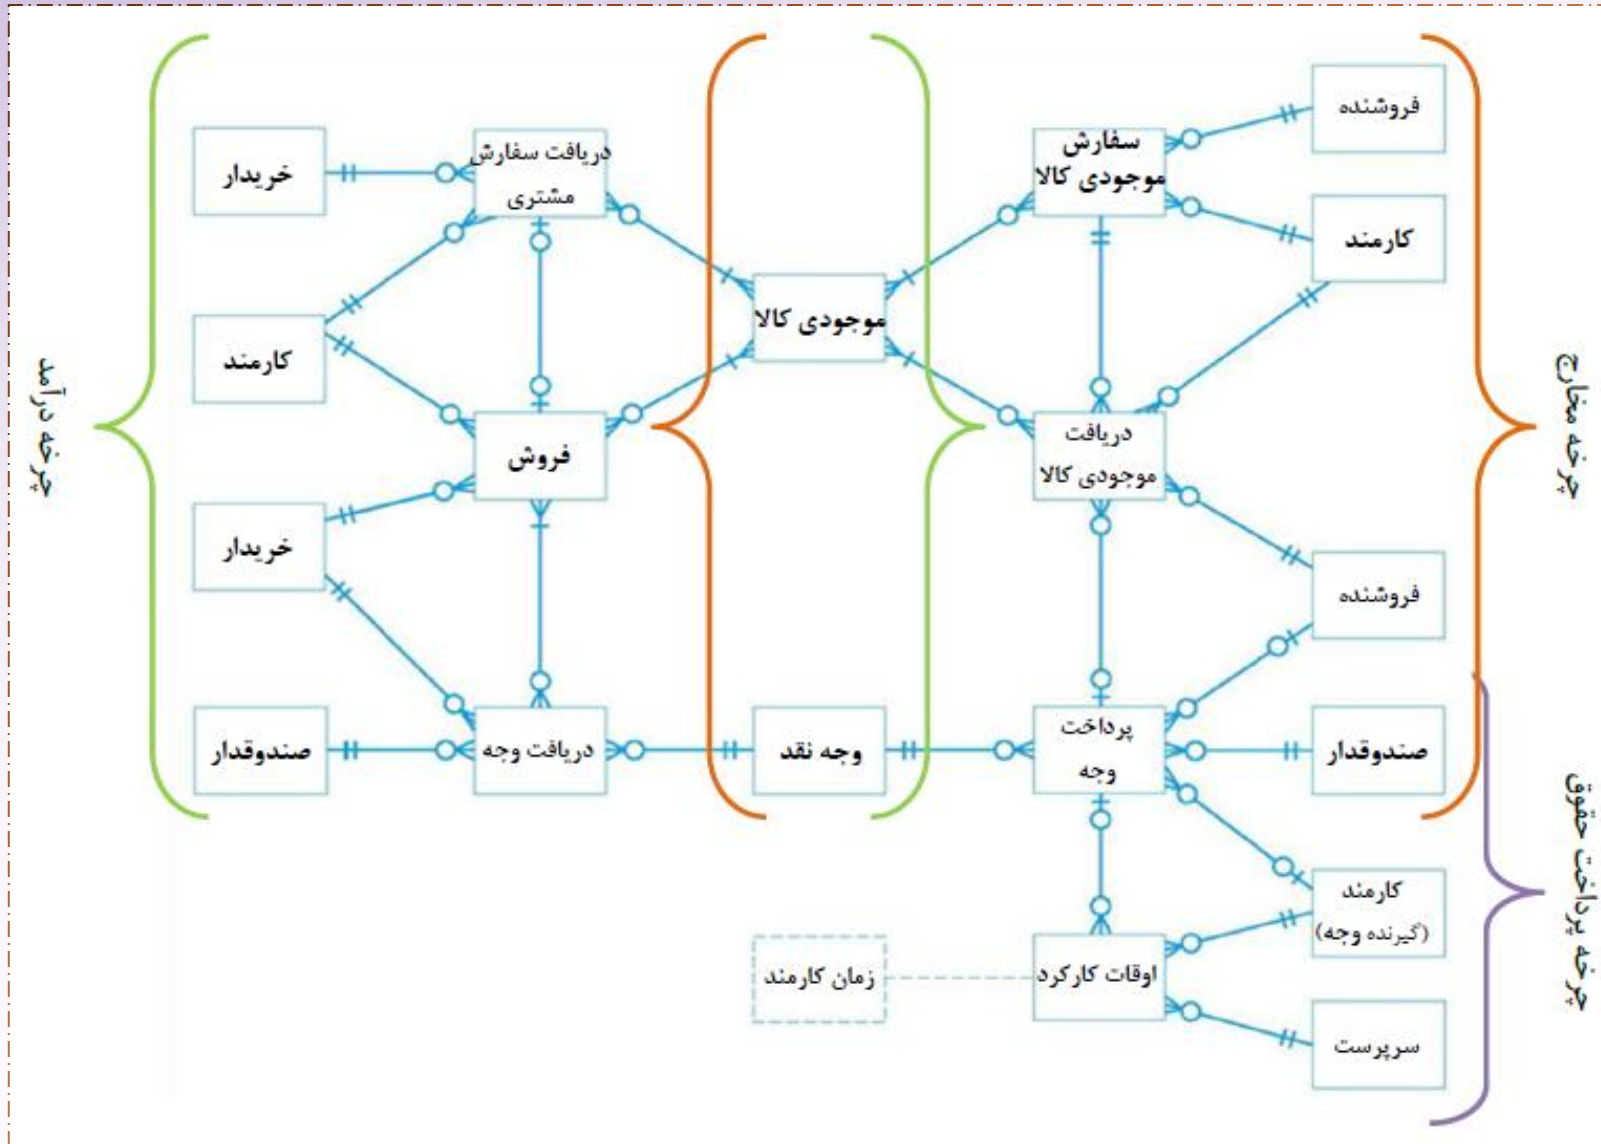 فروشنده
سفارش
موجودی کالا
دریافت سفارش
مشتری
خریدار
کارمند
موجودی کالا
کارمند
چرخه درآمد
چرخه مخارج
دریافت
موجودی کالا
فروش
خریدار
فروشنده
پرداخت
وجه
صندوقدار
وجه نقد
دریافت وجه
صندوقدار
چرخه پرداخت حقوق
کارمند
(گیرنده وجه)
اوقات کارکرد
زمان کارمند
سرپرست